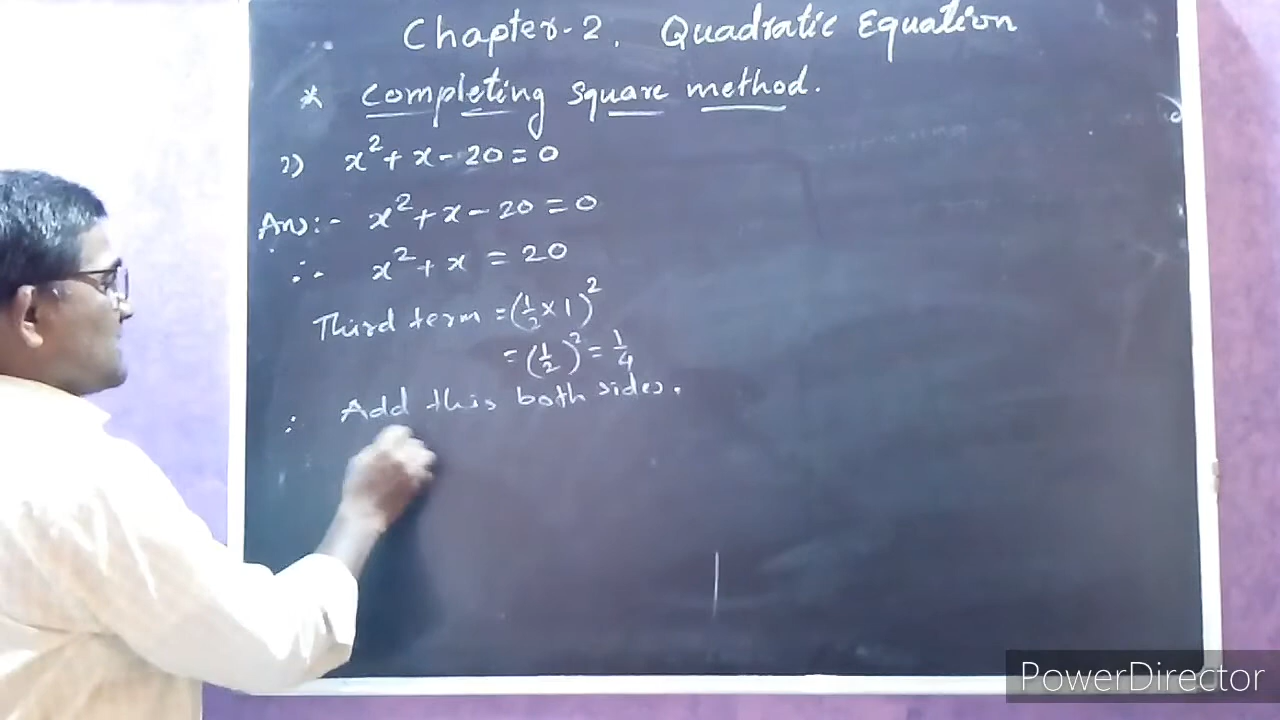 Chapter-2. Quadratic Equation
* Completing square method.
1) x²+x-20=0
Ans:- x²+x-20=0
∴ x²+x = 20
Third term = (1/2 × 1)²
= (1/2)² = 1/4
∴ Add this both sides.
PowerDirector